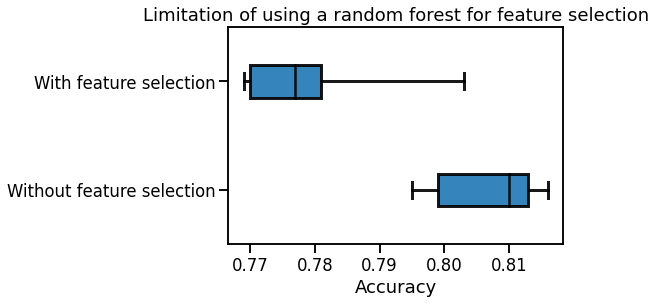 Limitation of using a random forest for feature selection
With feature selection
Without feature selection
0.77 0.78 0.79 0.80 0.81
Accuracy